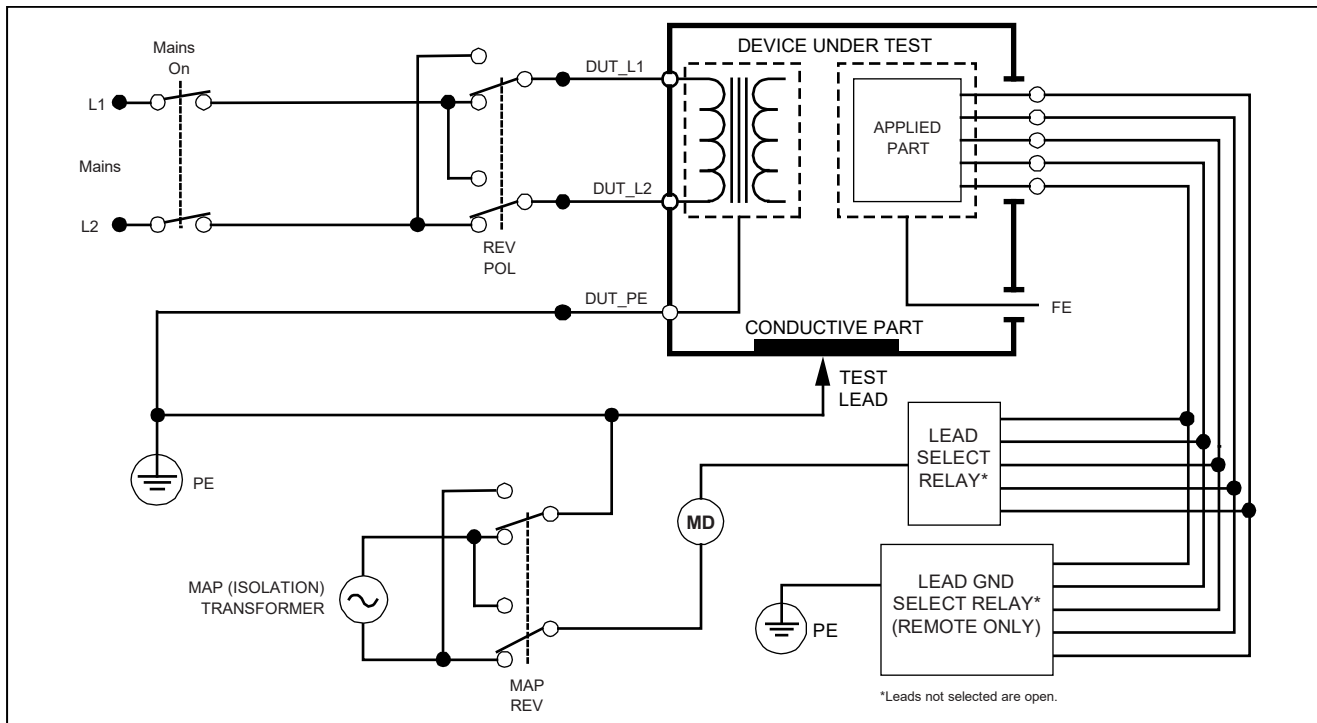 Mains
On
L1
Mains
L2
REV
POL
DUT_L1
DUT_L2
DUT_PE
DEVICE UNDER TEST
APPLIED
PART
FE
CONDUCTIVE PART
TEST
LEAD
PE
MAP (ISOLATION)
TRANSFORMER
MAP
REV
MD
LEAD
SELECT
RELAY*
LEAD GND
SELECT RELAY*
(REMOTE ONLY)
PE
*Leads not selected are open.